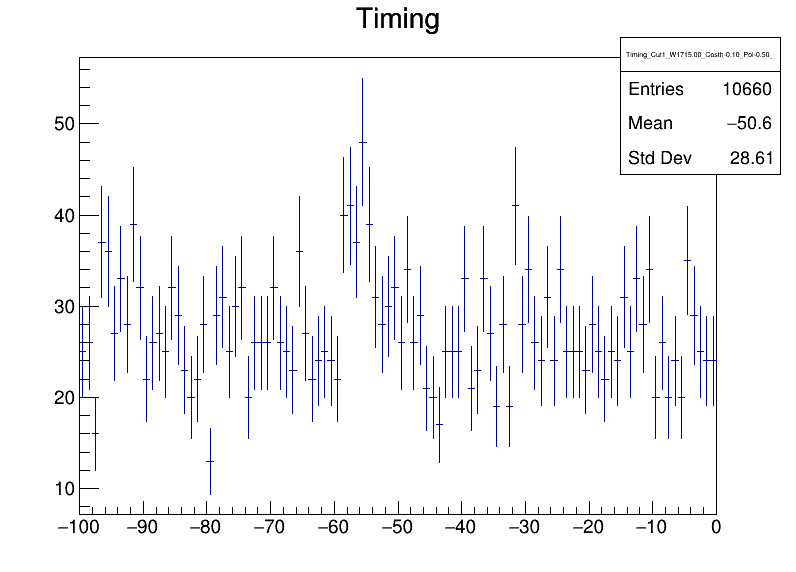 Timing
Timing_Cut1_W1715.00_Costh-0.10_Pol-0.50_
Entries 10660
Mean −50.6
Std Dev 28.61
50
40
30
20
10
−100 −90 −80 −70 −60 −50 −40 −30 −20 −10 0